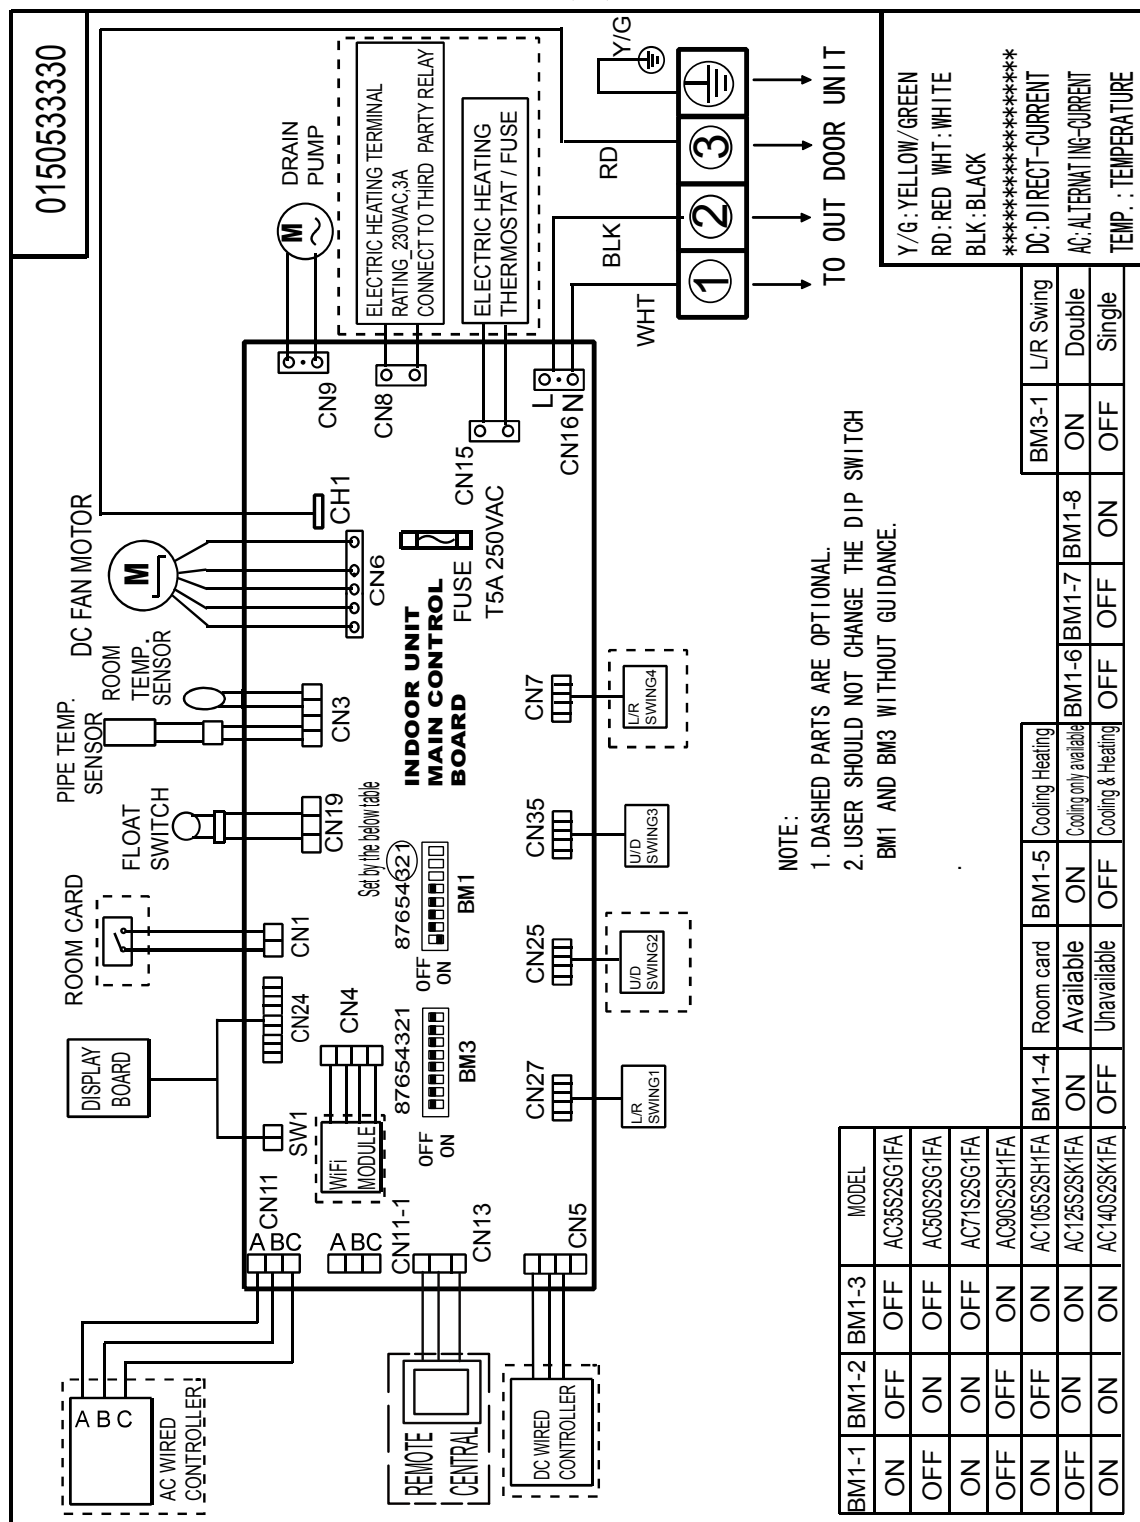 0150533330
DRAIN
PUMP
M
ELECTRIC HEATING TERMINAL
RATING_230VAC,3A
CONNECT TO THIRD PARTY RELAY
ELECTRIC HEATING
THERMOSTAT / FUSE
CN9
CN8
CN15
CN16
L
N
Y/G
RD
BLK
WHT
1
2
3
TO OUT DOOR UNIT
Y/G:YELLOW/GREEN
RD:RED WHT:WHITE
BLK:BLACK
******************
DC:DIRECT-CURRENT
AC:ALTERNATING-CURRENT
TEMP.:TEMPERATURE
DC FAN MOTOR
M
CH1
CN6
FUSE
T5A 250VAC
INDOOR UNIT
MAIN CONTROL
BOARD
ROOM
TEMP.
SENSOR
PIPE TEMP.
SENSOR
CN3
FLOAT
SWITCH
CN19
Set by the below table
ROOM CARD
CN1
DISPLAY
BOARD
CN24
SW1
CN4
WiFi
MODULE
87654321
OFF
ON
BM1
87654321
OFF
ON
BM3
CN7
L/R
SWING4
CN35
U/D
SWING3
CN25
U/D
SWING2
CN27
L/R
SWING1
CN11
A BC
A BC
CN11-1
CN13
CN5
A B C
AC WIRED
CONTROLLER
REMOTE
CENTRAL
DC WIRED
CONTROLLER
NOTE:
1. DASHED PARTS ARE OPTIONAL.
2. USER SHOULD NOT CHANGE THE DIP SWITCH
BM1 AND BM3 WITHOUT GUIDANCE.
BM1-1 BM1-2 BM1-3 MODEL
ON OFF OFF AC35S2SG1FA
OFF ON OFF AC50S2SG1FA
ON ON OFF AC71S2SG1FA
OFF OFF ON AC90S2SH1FA
ON OFF ON AC105S2SH1FA
OFF ON ON AC125S2SK1FA
ON ON ON AC140S2SK1FA
BM1-4 Room card BM1-5 Cooling Heating
ON Available ON Cooling only available
OFF Unavailable OFF Cooling & Heating
BM1-6 BM1-7 BM1-8
OFF OFF ON
BM3-1 L/R Swing
ON Double
OFF Single